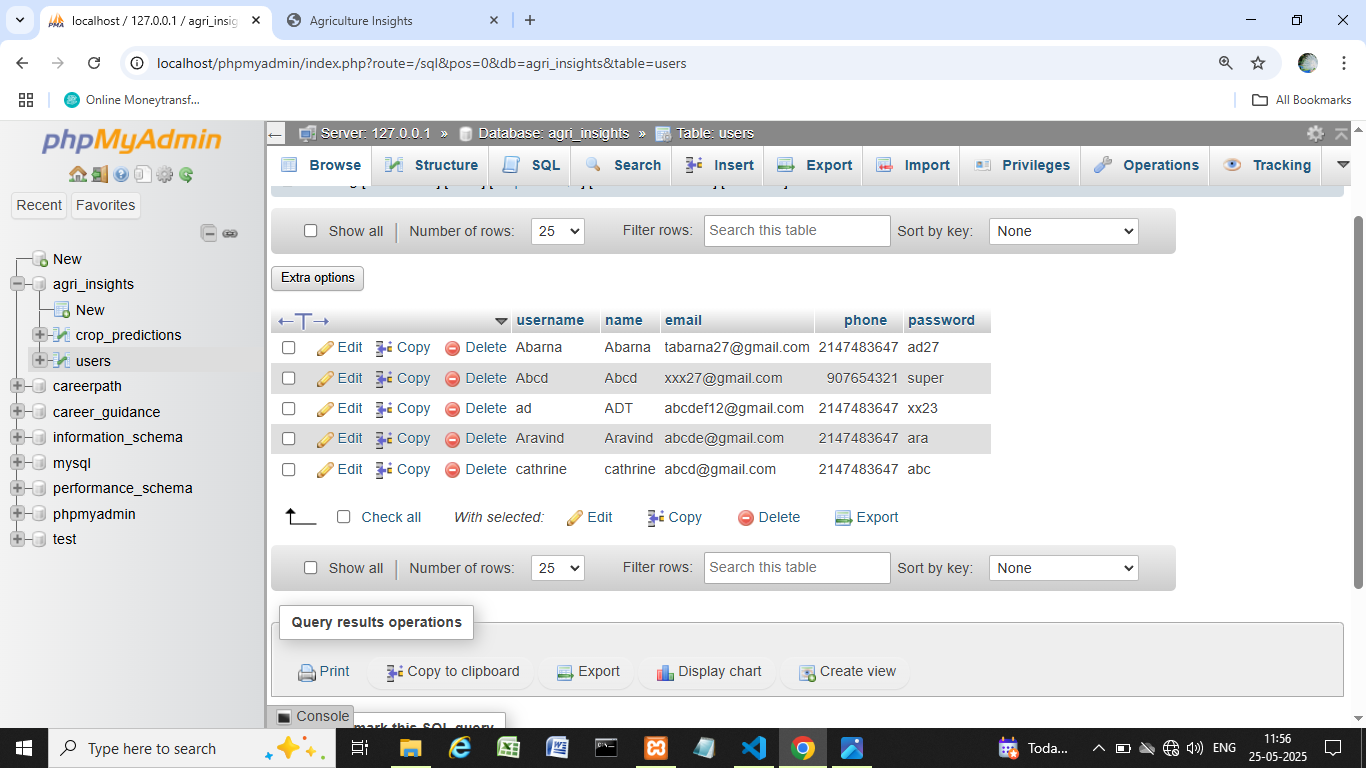 localhost / 127.0.0.1 / agri_insig
Agriculture Insights
localhost/phpmyadmin/index.php?route=/sql&pos=0&db=agri_insights&table=users
Online Moneytransf...
All Bookmarks
phpMyAdmin
Server: 127.0.0.1 » Database: agri_insights » Table: users
Browse Structure SQL Search Insert Export Import Privileges Operations Tracking
Recent Favorites
Show all Number of rows: 25 Filter rows: Search this table Sort by key: None
New
agri_insights
New
crop_predictions
users
careerpath
career_guidance
information_schema
mysql
performance_schema
phpmyadmin
test
Extra options
username name email phone password
Edit Copy Delete Abarna Abarna tabarna27@gmail.com 2147483647 ad27
Edit Copy Delete Abcd Abcd xxx27@gmail.com 907654321 super
Edit Copy Delete ad ADT abcdef12@gmail.com 2147483647 xx23
Edit Copy Delete Aravind Aravind abcde@gmail.com 2147483647 ara
Edit Copy Delete cathrine cathrine abcd@gmail.com 2147483647 abc
Check all With selected: Edit Copy Delete Export
Show all Number of rows: 25 Filter rows: Search this table Sort by key: None
Query results operations
Print Copy to clipboard Export Display chart Create view
Console
mark this SQL query
Type here to search
Toda...
ENG
11:56
25-05-2025